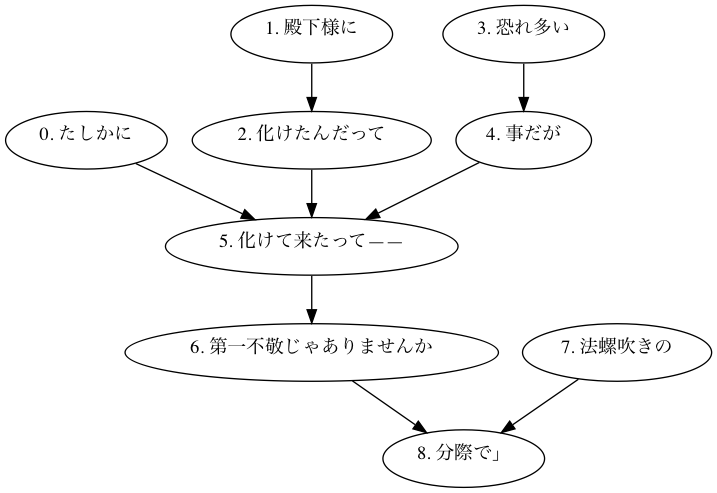 1. 殿下様に
3. 恐れ多い
0. たしかに
2. 化けたんだって
4. 事だが
5. 化けて来たって――
6. 第一不敬じゃありませんか
7. 法螺吹きの
8. 分際で」